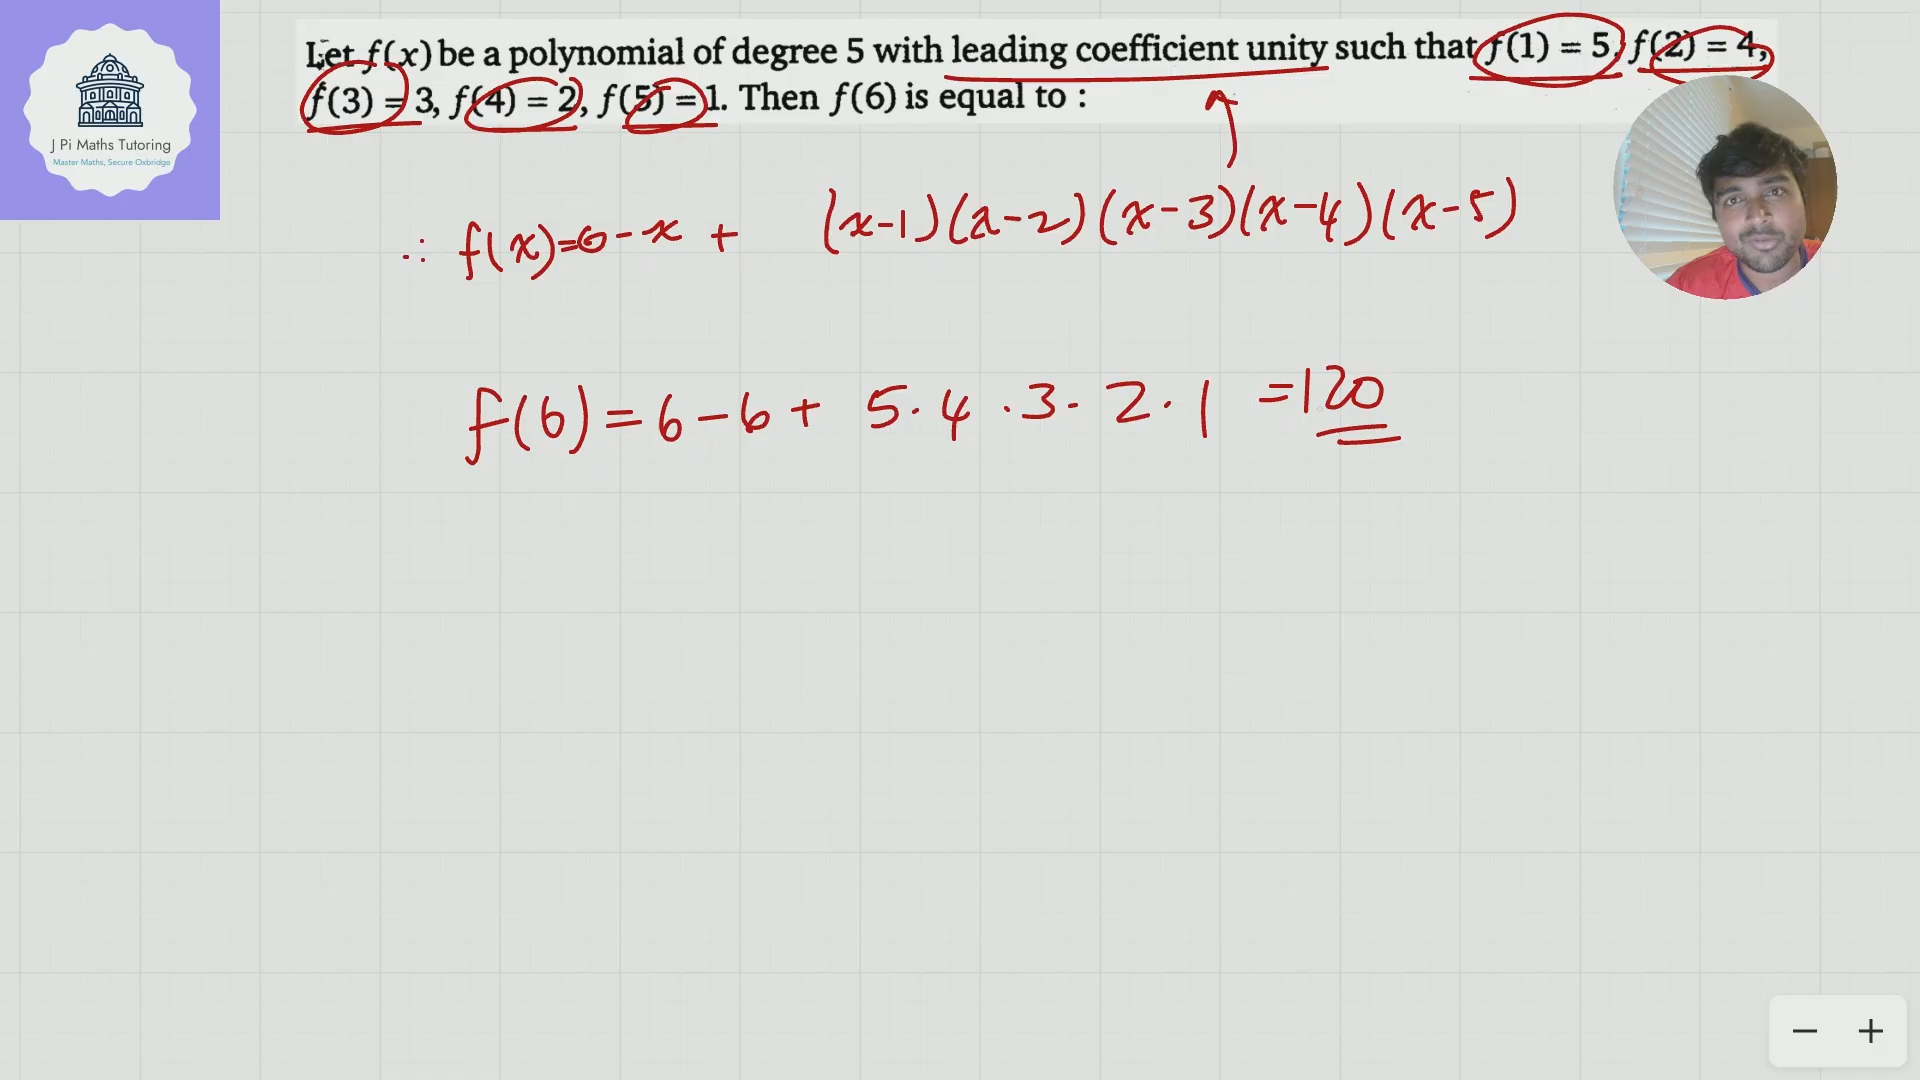 J Pi Maths Tutoring
Master Maths, Secure Oxbridge
Let f(x) be a polynomial of degree 5 with leading coefficient unity such that f(1) = 5, f(2) = 4,
f(3) = 3, f(4) = 2, f(5) = 1. Then f(6) is equal to :
∴ f(x)=6-x + (x-1)(x-2)(x-3)(x-4)(x-5)
f(6) = 6-6+ 5·4·3·2·1 =120